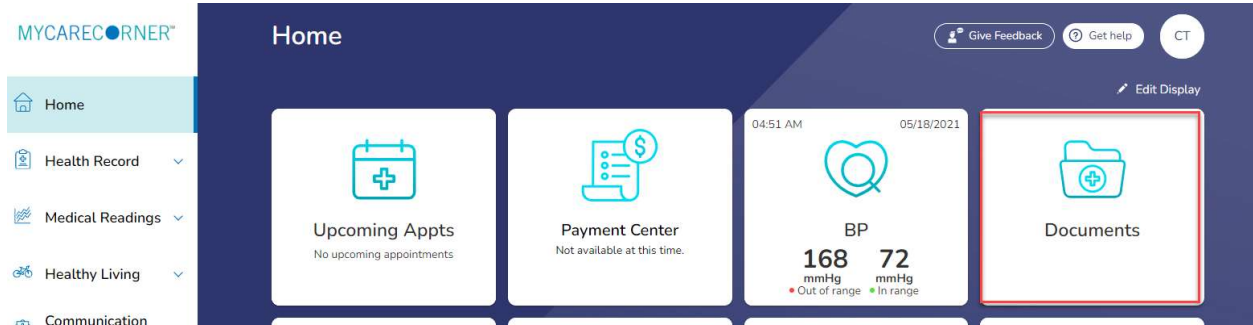 MYCARECORNER™
Home
Give Feedback
Get help
CT
Edit Display
Home
Health Record
Medical Readings
Healthy Living
Communication
Upcoming Appts
No upcoming appointments
Payment Center
Not available at this time.
04:51 AM 05/18/2021
BP
168 72
mmHg mmHg
Out of range In range
Documents